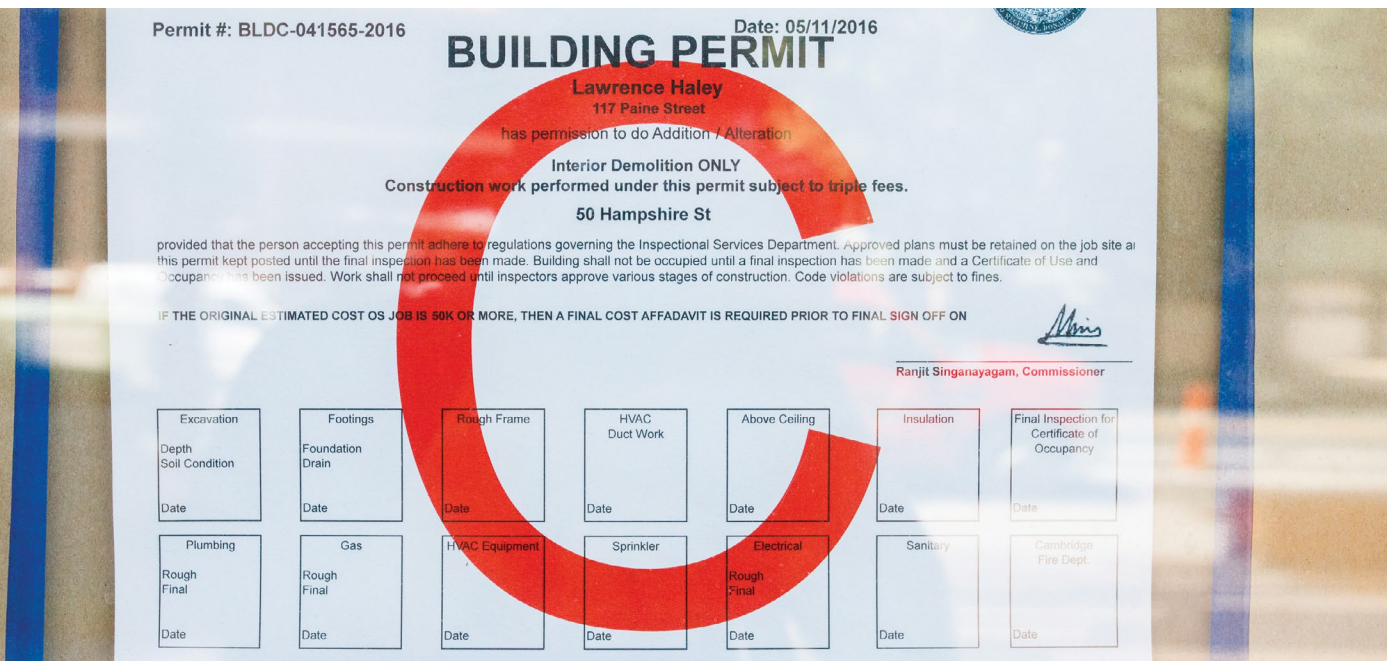 Permit #: BLDC-041565-2016
Date: 05/11/2016
BUILDING PERMIT
Lawrence Haley
117 Paine Street
has permission to do Addition / Alteration
Interior Demolition ONLY
Construction work performed under this permit subject to triple fees.
50 Hampshire St
provided that the person accepting this permit adhere to regulations governing the Inspectional Services Department. Approved plans must be retained on the job site
this permit kept posted until the final inspection has been made. Building shall not be occupied until a final inspection has been made and a Certificate of Use and
Occupancy has been issued. Work shall not proceed until inspectors approve various stages of construction. Code violations are subject to fines.
IF THE ORIGINAL ESTIMATED COST OS JOB IS 50K OR MORE, THEN A FINAL COST AFFADAVIT IS REQUIRED PRIOR TO FINAL SIGN OFF ON
Ranjit Singanayagam, Commissioner
C
Excavation
Depth
Soil Condition
Date
Footings
Foundation
Drain
Date
Rough Frame
Date
HVAC
Duct Work
Date
Above Ceiling
Date
Insulation
Date
Final Inspection for
Certificate of
Occupancy
Date
Plumbing
Rough
Final
Date
Gas
Rough
Final
Date
HVAC Equipment
Date
Sprinkler
Date
Electrical
Rough
Final
Date
Sanitary
Date
Cambridge
Fire Dept.
Date